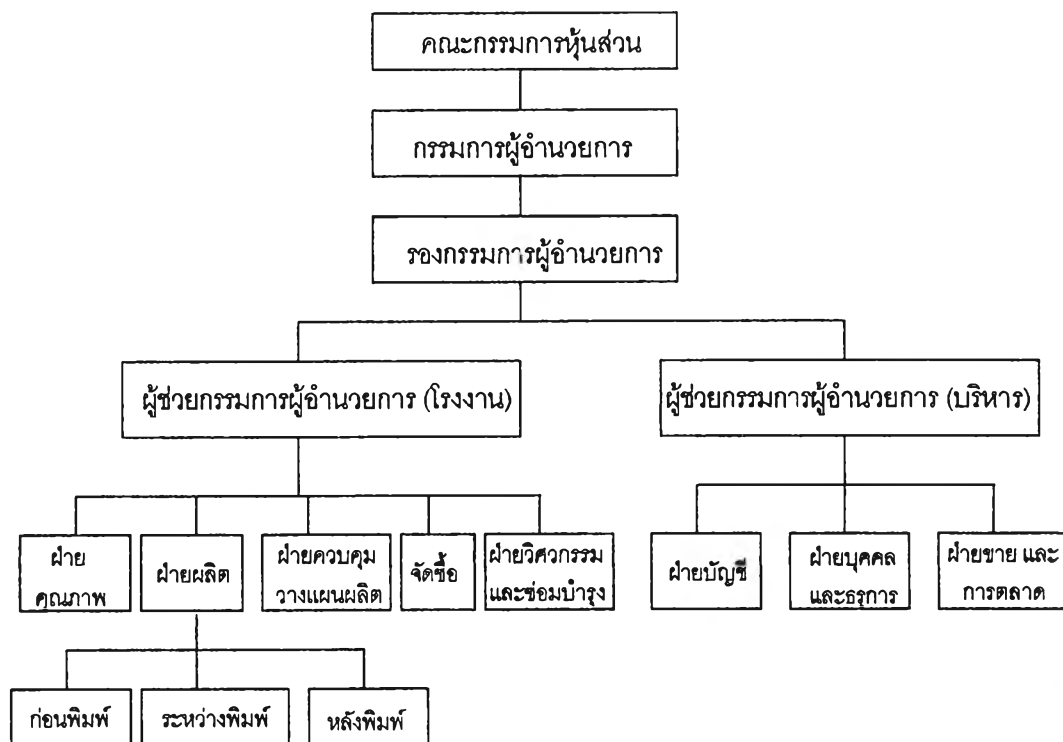 คณะกรรมการหุ้นส่วน
กรรมการผู้อำนวยการ
รองกรรมการผู้อำนวยการ
ผู้ช่วยกรรมการผู้อำนวยการ (โรงงาน)
ผู้ช่วยกรรมการผู้อำนวยการ (บริหาร)
ฝ่าย
คุณภาพ
ฝ่ายผลิต
ฝ่ายควบคุม
วางแผนผลิต
จัดซื้อ
ฝ่ายวิศวกรรม
และซ่อมบำรุง
ฝ่ายบัญชี
ฝ่ายบุคคล
และธุรการ
ฝ่ายขาย และ
การตลาด
ก่อนพิมพ์
ระหว่างพิมพ์
หลังพิมพ์